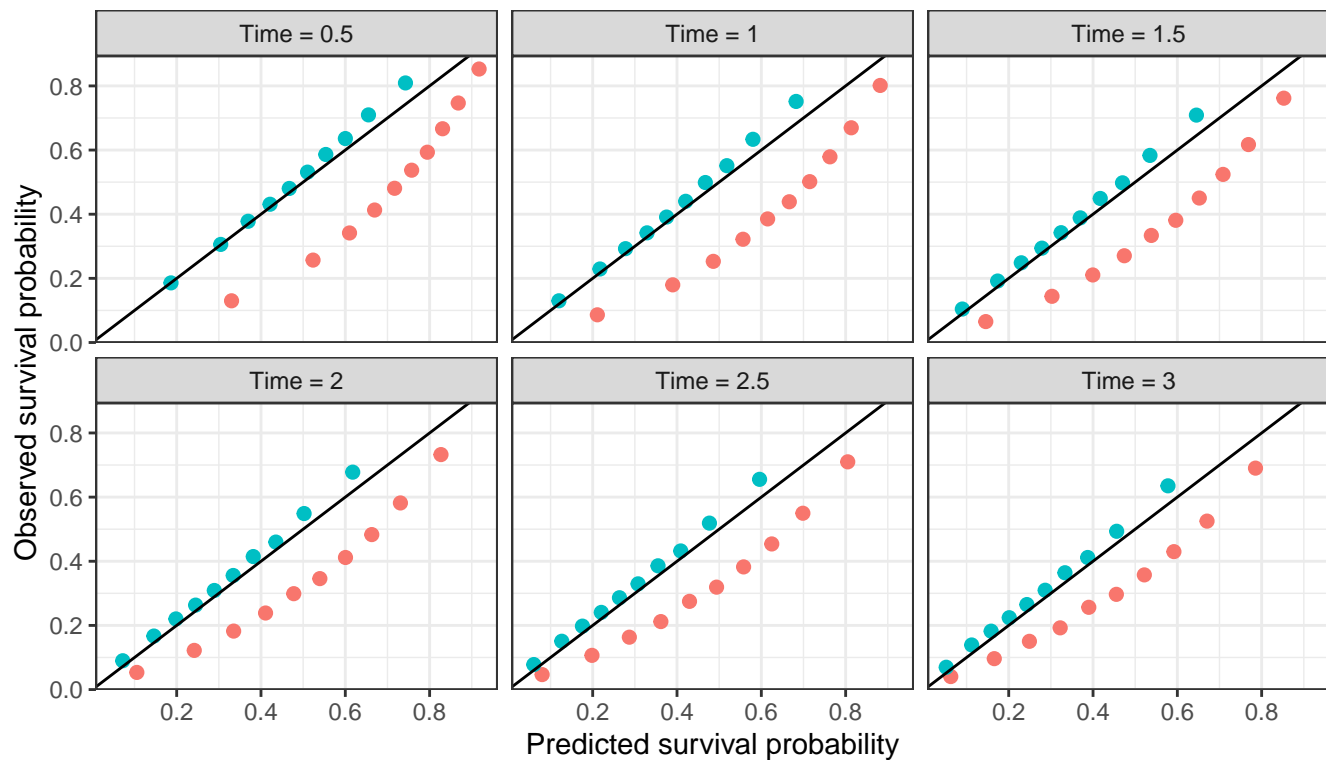 Time = 0.5
Time = 1
Time = 1.5
0.8
0.6
0.4
0.2
0.0
Time = 2
Time = 2.5
Time = 3
0.8
0.6
0.4
0.2
0.0
0.2 0.4 0.6 0.8
0.2 0.4 0.6 0.8
0.2 0.4 0.6 0.8
Predicted survival probability
Observed survival probability